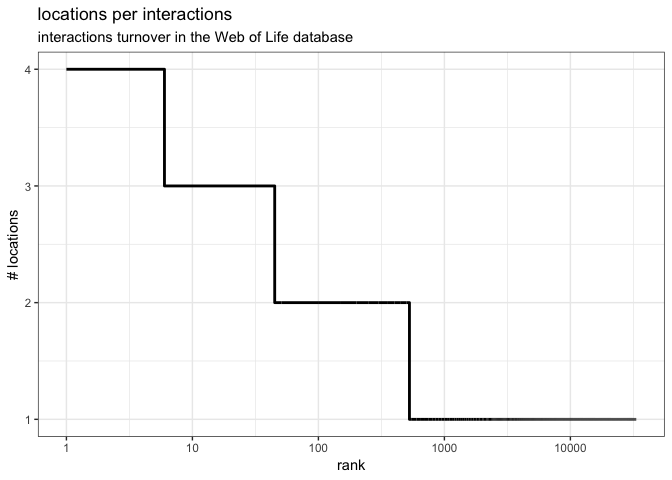 locations per interactions
interactions turnover in the Web of Life database
4
3
2
1
# locations
1 10 100 1000 10000
rank